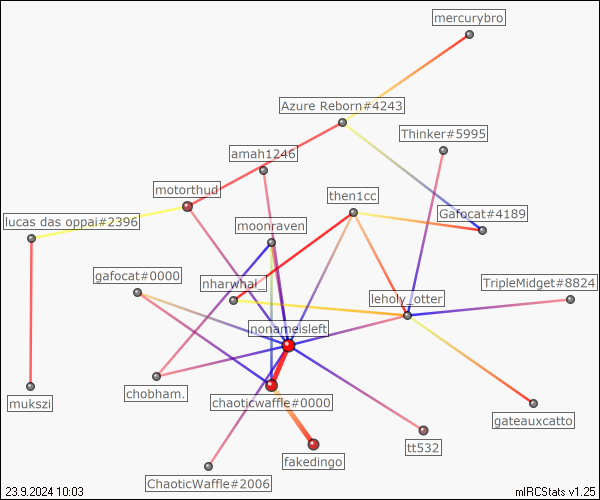 mercurybro
Azure Reborn#4243
Thinker#5995
amah1246
motorthud
then1cc
lucas das oppai#2396
moonraven
Gafocat#4189
gafocat#0000
nharwhal_
leholy_otter
TripleMidget#8824
nonameisleft
chobham.
chaoticwaffle#0000
mukszi
gateauxcatto
tt532
fakedingo
ChaoticWaffle#2006
23.9.2024 10:03
mIRCStats v1.25